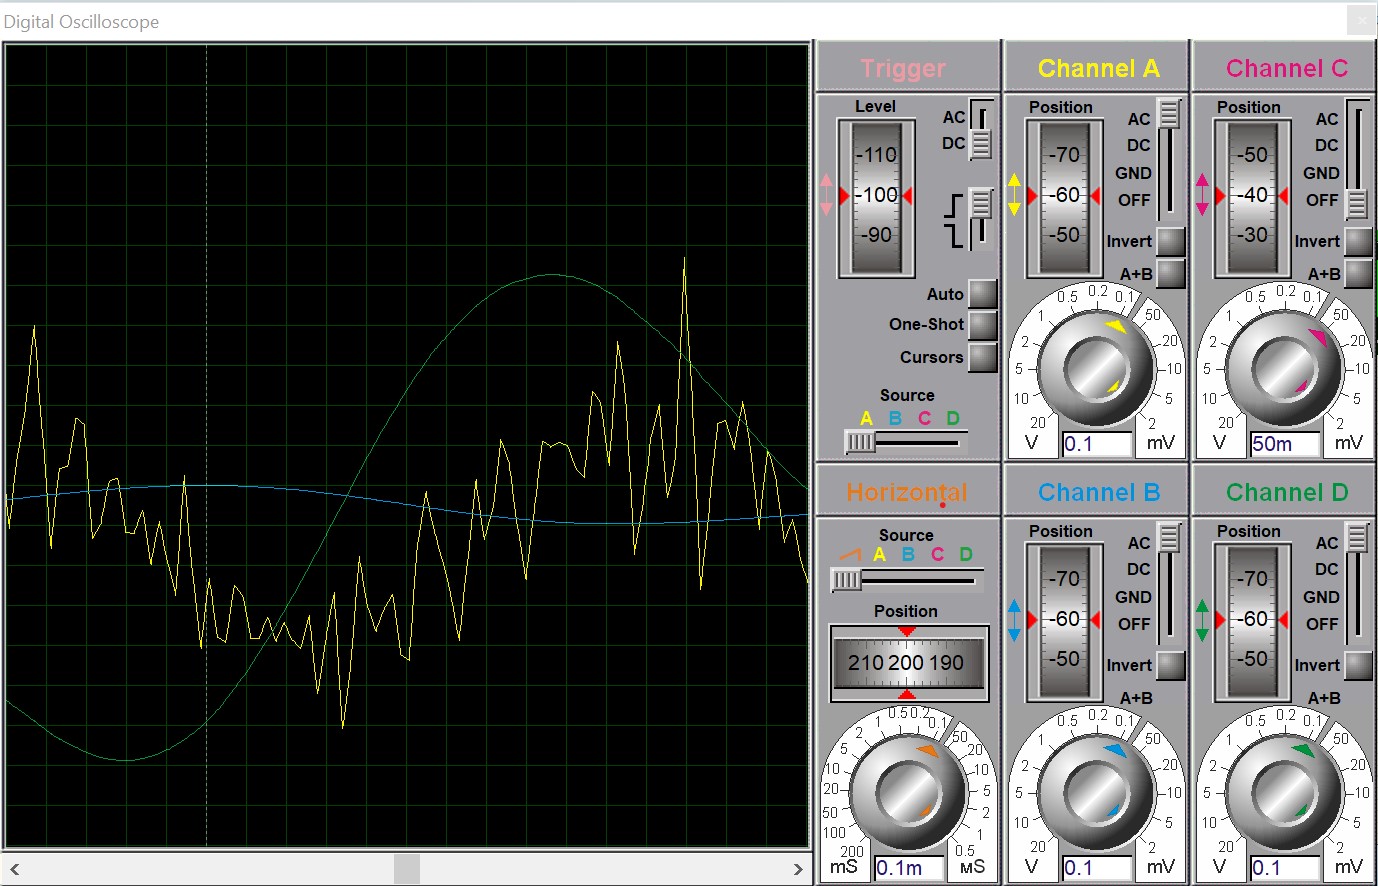 Digital Oscilloscope
Trigger
Level
-110
-100
-90
AC
DC
Auto
One-Shot
Cursors
Source
A B C D
Channel A
Position
-70
-60
-50
AC
DC
GND
OFF
Invert
A+B
20 10 5 2 1 0.5 0.2 0.1 50 20 10 5 2
V 0.1 mV
Channel C
Position
-50
-40
-30
AC
DC
GND
OFF
Invert
A+B
20 10 5 2 1 0.5 0.2 0.1 50 20 10 5 2
V 50m mV
Horizontal
Source
A B C D
Position
210 200 190
200 100 50 20 10 5 2 1 0.5 0.2 0.1 50 20 10 5 2 1 0.5
mS 0.1m мS
Channel B
Position
-70
-60
-50
AC
DC
GND
OFF
Invert
A+B
20 10 5 2 1 0.5 0.2 0.1 50 20 10 5 2
V 0.1 mV
Channel D
Position
-70
-60
-50
AC
DC
GND
OFF
Invert
A+B
20 10 5 2 1 0.5 0.2 0.1 50 20 10 5 2
V 0.1 mV